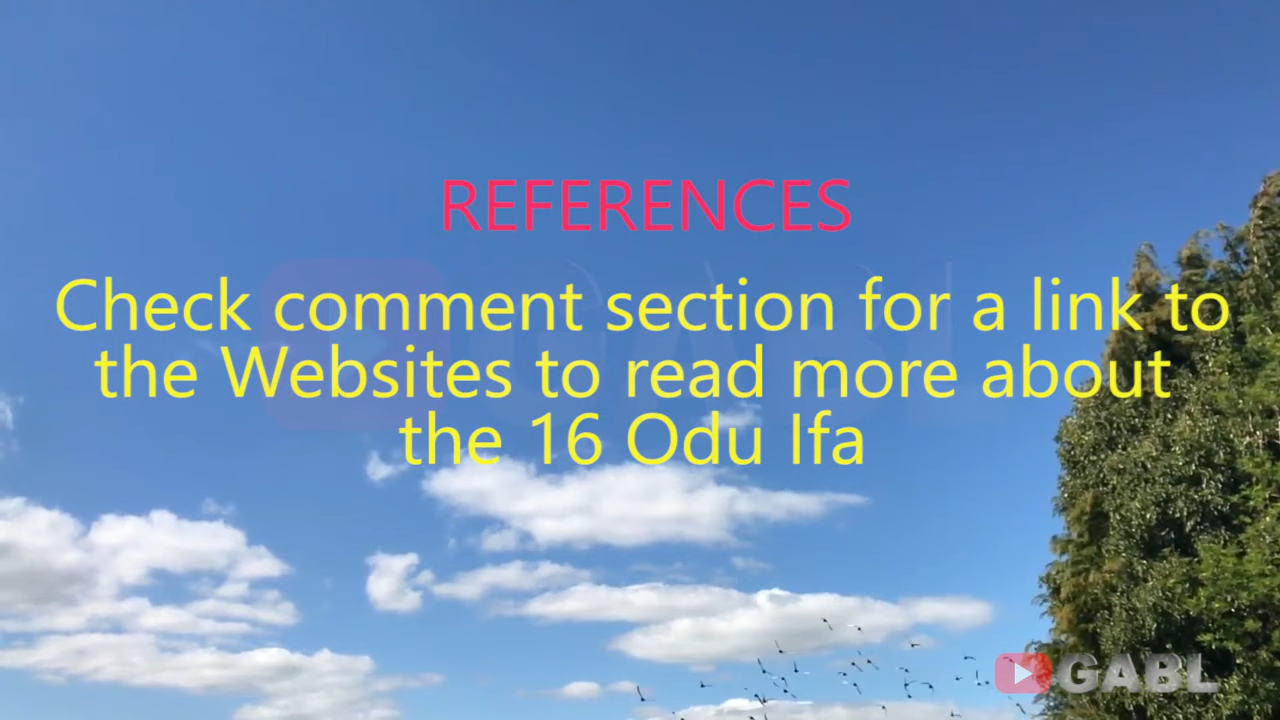 REFERENCES
Check comment section for a link to
the Websites to read more about
the 16 Odu Ifa
GABL